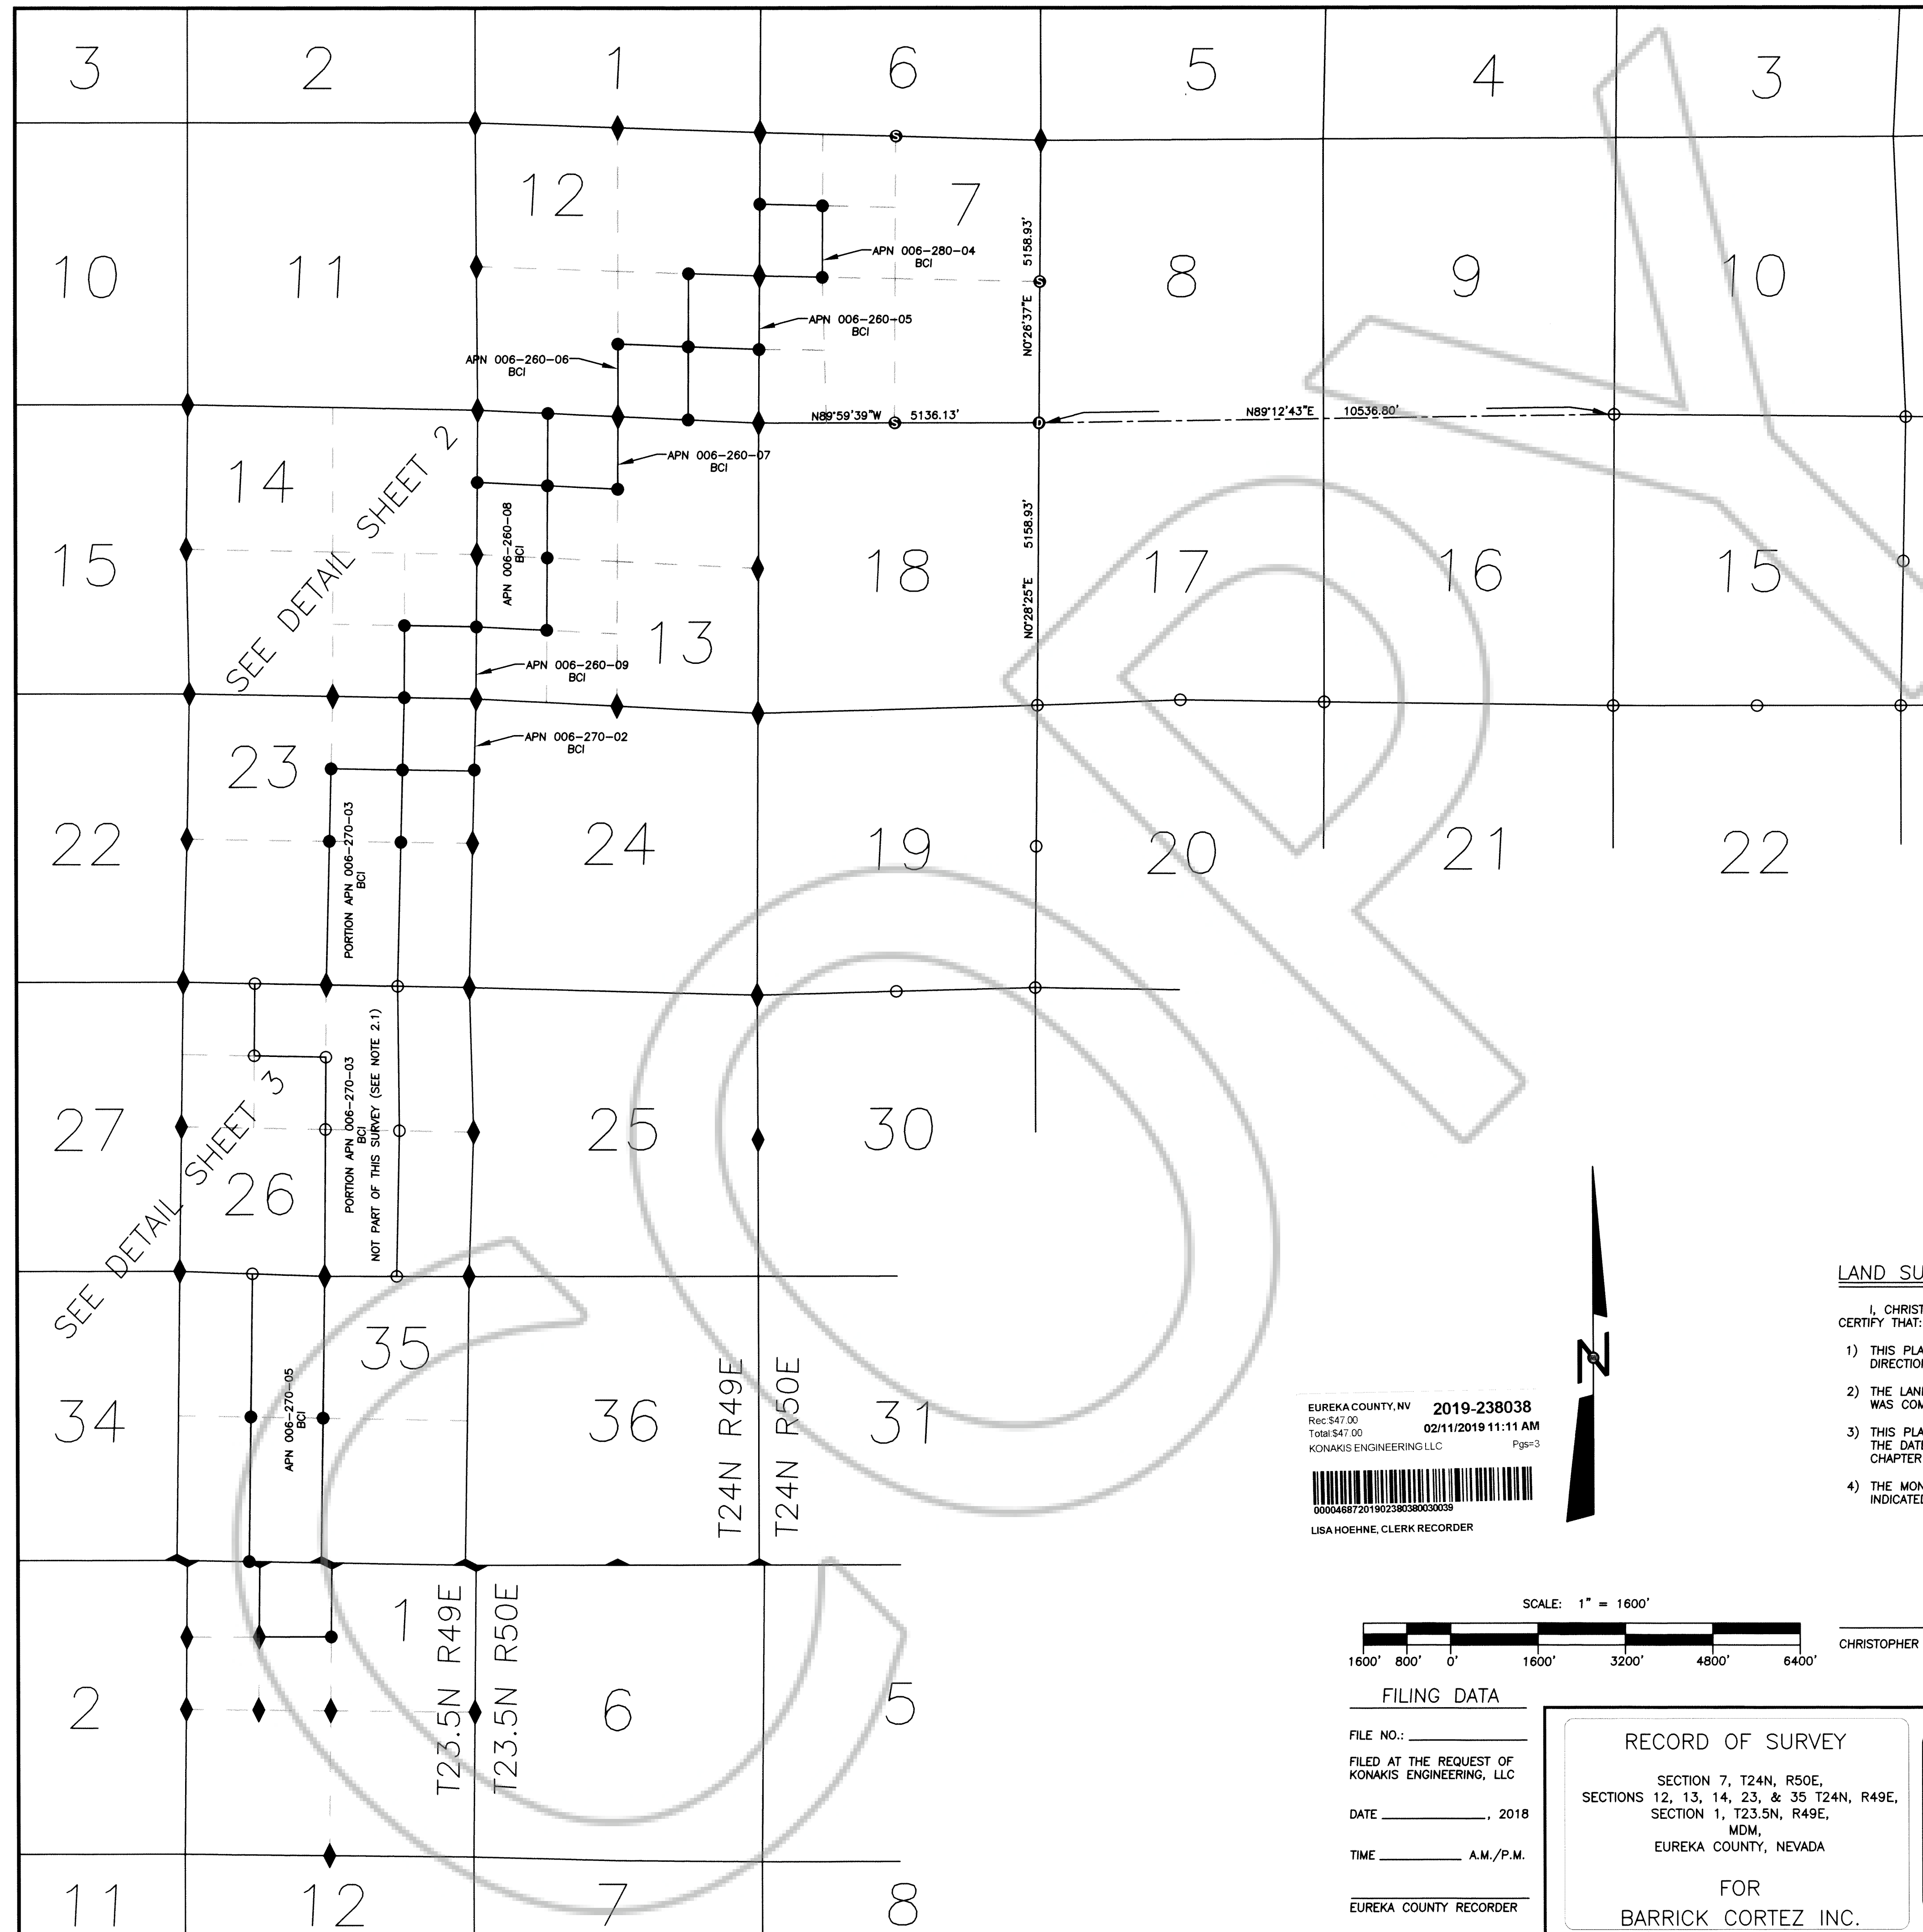 3 2 1 6 5 4 3
12 7
10 11 8 9 10
APN 006-280-04
BCI
5158.93'
N0°26'37"E
APN 006-260-05
BCI
APN 006-260-06
BCI
N89°59'39"W 5136.13'
N89°12'43"E 10536.80'
APN 006-260-07
BCI
SEE DETAIL SHEET 2
14
15 13 18 17 16 15
APN 006-260-08
BCI
5158.93'
N0°28'25"E
APN 006-260-09
BCI
APN 006-270-02
BCI
23
22 24 19 20 21 22
PORTION APN 006-270-03
BCI
PORTION APN 006-270-03
BCI
NOT PART OF THIS SURVEY (SEE NOTE 2.1)
SEE DETAIL SHEET 3
27 26 25 30
35
34 36 31
APN 006-270-05
BCI
T24N R49E
T24N R50E
N
LAND SU
I, CHRIST
CERTIFY THAT:
1) THIS PLA
DIRECTION
2) THE LAN
WAS COM
3) THIS PLA
THE DATE
CHAPTER
4) THE MON
INDICATED
EUREKA COUNTY, NV 2019-238038
Rec:$47.00
Total:$47.00 02/11/2019 11:11 AM
KONAKIS ENGINEERING LLC Pgs=3
00004687201902380380030039
LISA HOEHNE, CLERK RECORDER
1
T23.5N R49E
T23.5N R50E
2 6 5
11 12 7 8
SCALE: 1" = 1600'
1600' 800' 0' 1600' 3200' 4800' 6400'
CHRISTOPHER
FILING DATA
FILE NO.:
FILED AT THE REQUEST OF
KONAKIS ENGINEERING, LLC
DATE , 2018
TIME A.M./P.M.
EUREKA COUNTY RECORDER
RECORD OF SURVEY
SECTION 7, T24N, R50E,
SECTIONS 12, 13, 14, 23, & 35 T24N, R49E,
SECTION 1, T23.5N, R49E,
MDM,
EUREKA COUNTY, NEVADA
FOR
BARRICK CORTEZ INC.
COPY